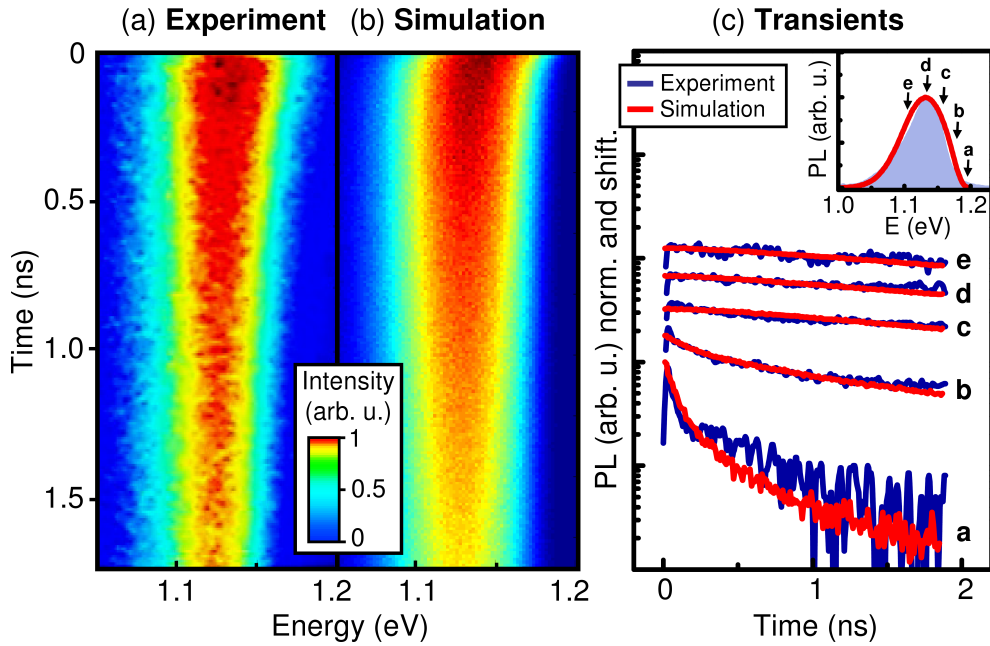 (a) Experiment (b) Simulation (c) Transients
Time (ns)
0
0.5
1.0
1.5
Intensity
(arb. u.)
1
0.5
0
1.1 1.2 1.1 1.2
Energy (eV)
PL (arb. u.) norm. and shift.
Experiment
Simulation
PL (arb. u.)
e d c b a
1.0 1.1 1.2
E (eV)
e
d
c
b
a
0 1 2
Time (ns)